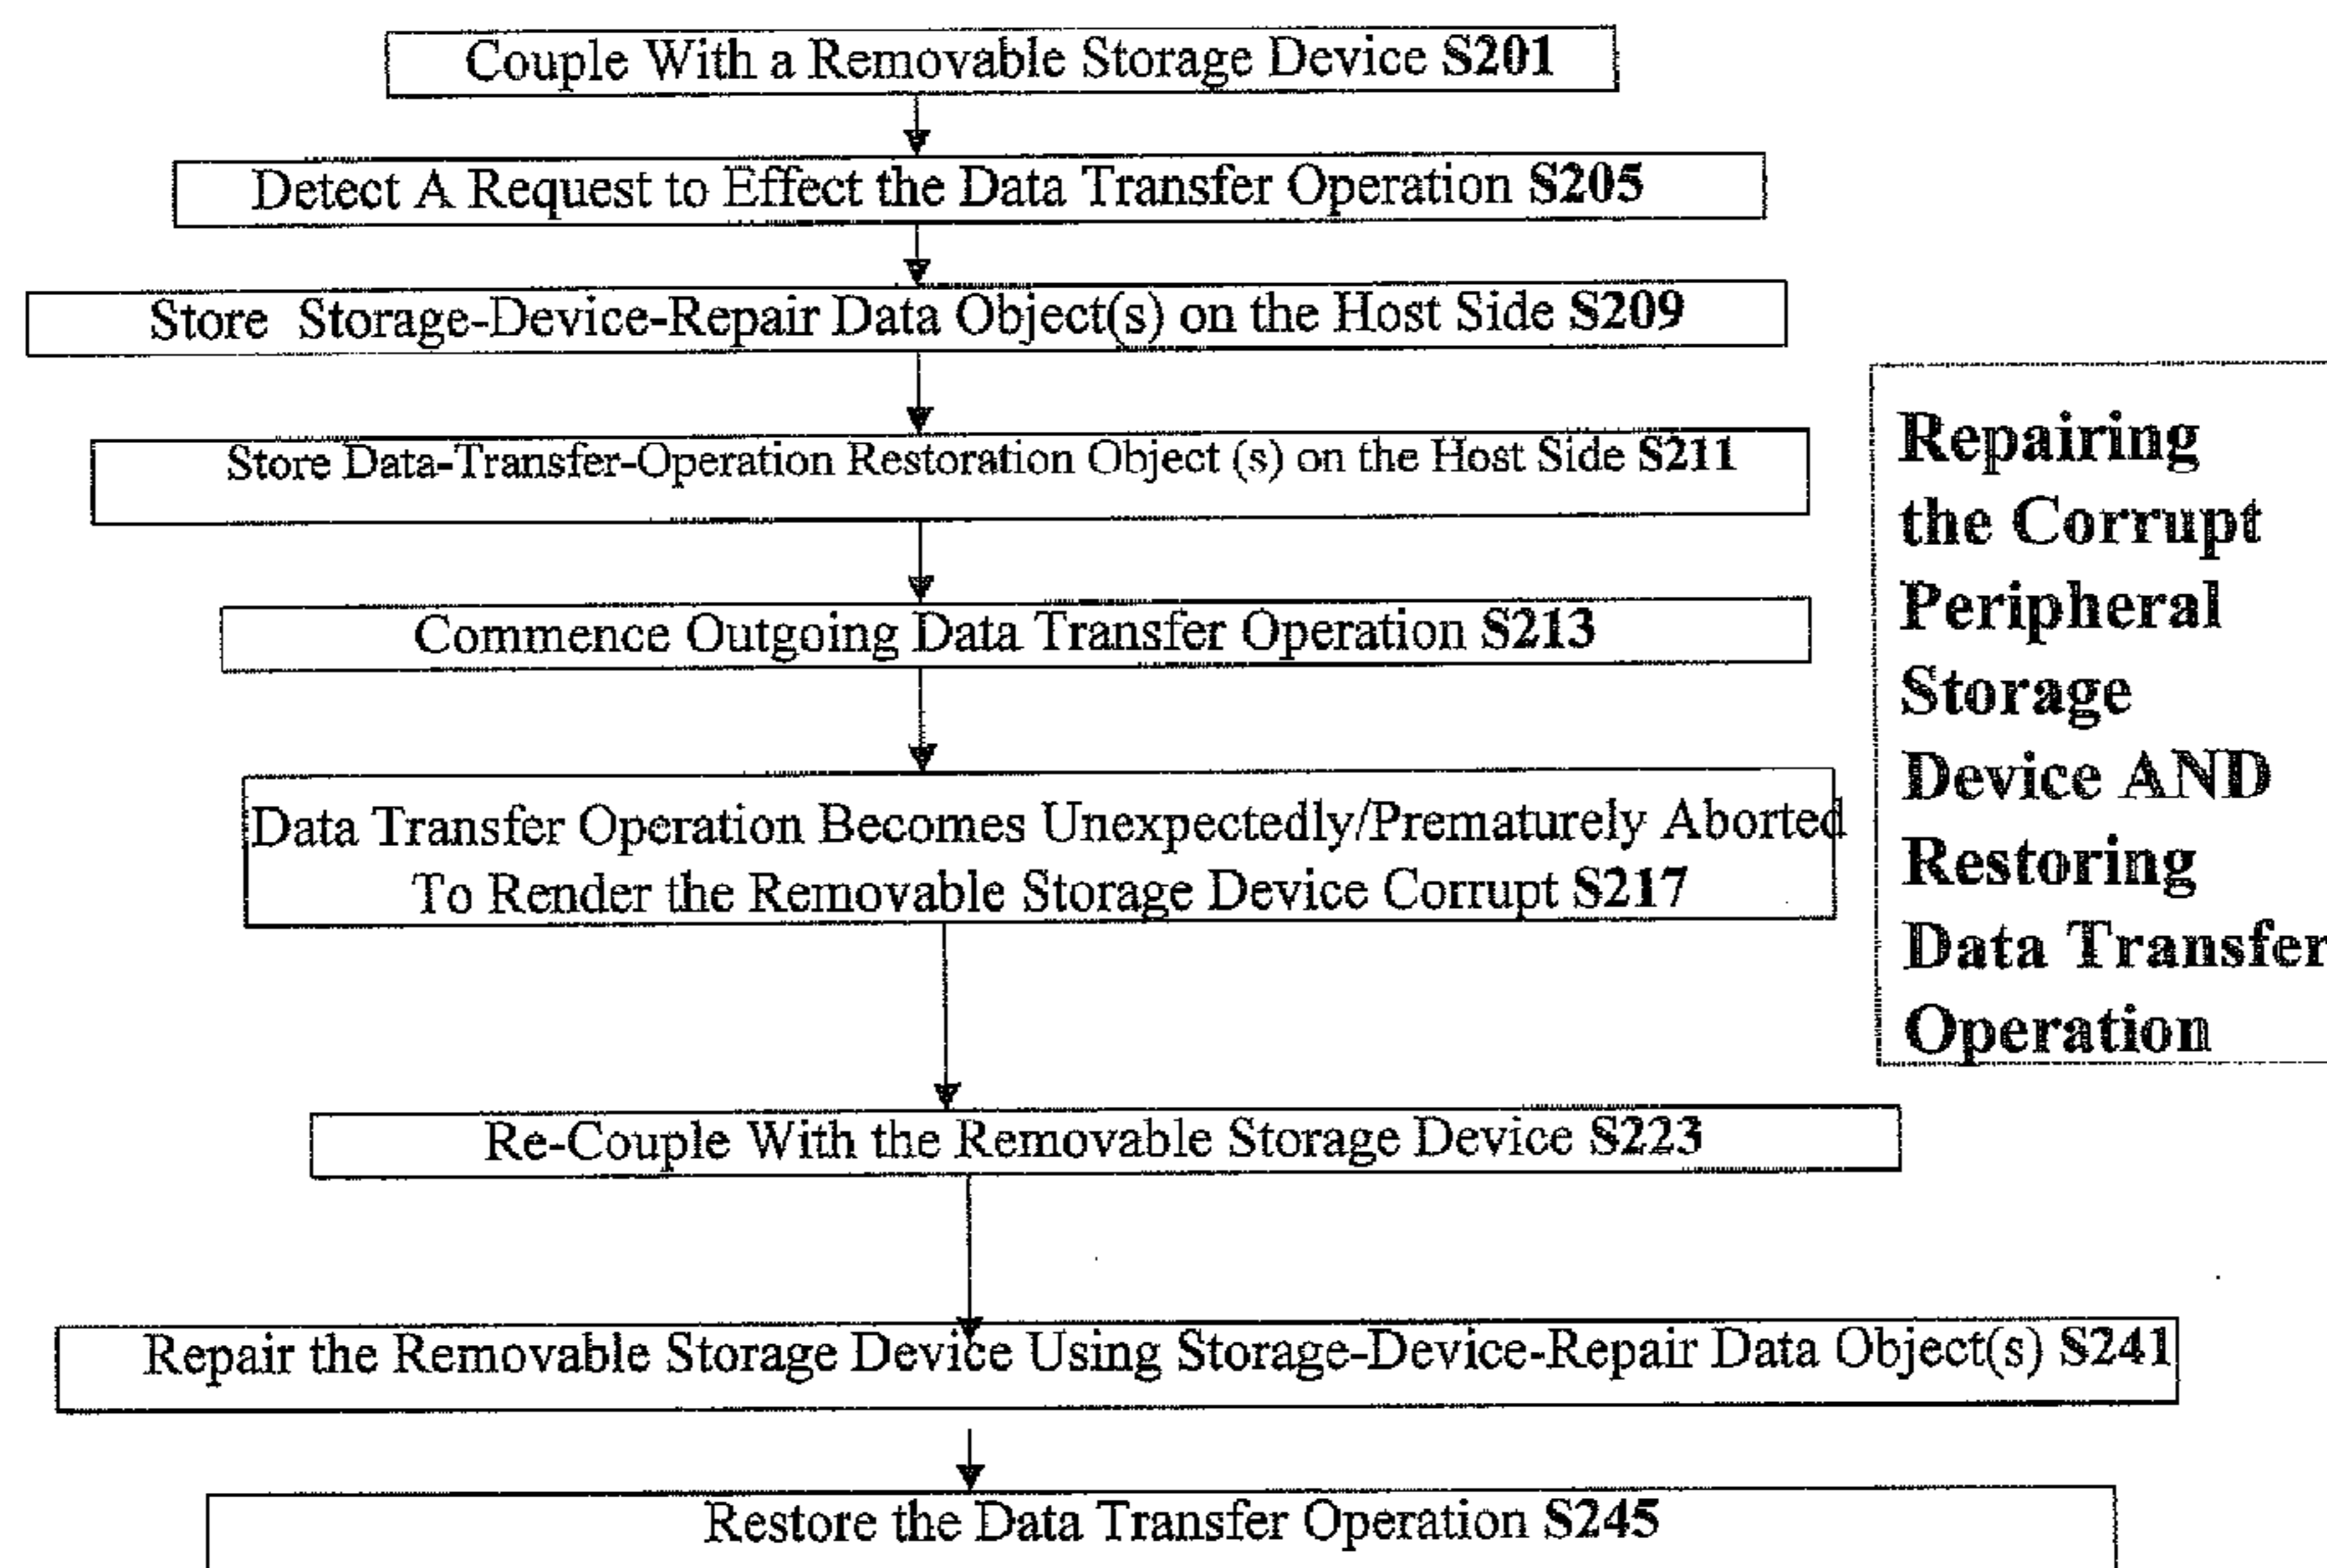 Couple With a Removable Storage Device S201
Detect A Request to Effect the Data Transfer Operation S205
Store Storage-Device-Repair Data Object(s) on the Host Side S209
Store Data-Transfer-Operation Restoration Object (s) on the Host Side S211
Commence Outgoing Data Transfer Operation S213
Data Transfer Operation Becomes Unexpectedly/Prematurely Aborted
To Render the Removable Storage Device Corrupt S217
Re-Couple With the Removable Storage Device S223
Repair the Removable Storage Device Using Storage-Device-Repair Data Object(s) S241
Restore the Data Transfer Operation S245
Repairing
the Corrupt
Peripheral
Storage
Device AND
Restoring
Data Transfer
Operation